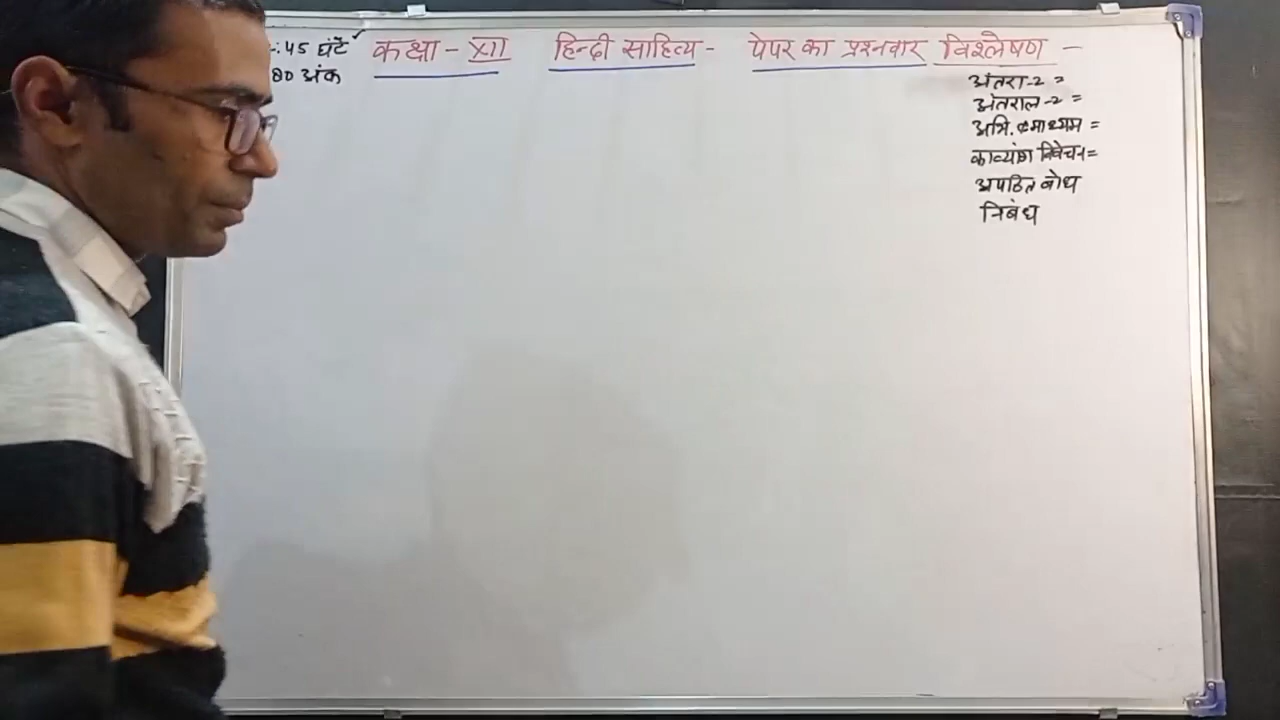 :45 घंटे ✓ कक्षा - XII हिन्दी साहित्य - पेपर का प्रश्नवार विश्लेषण -
80 अंक
अंतरा-2 =
अंतराल-2 =
अभि. माध्यम =
काव्यांग विवेचन =
अपठित बोध
निबंध